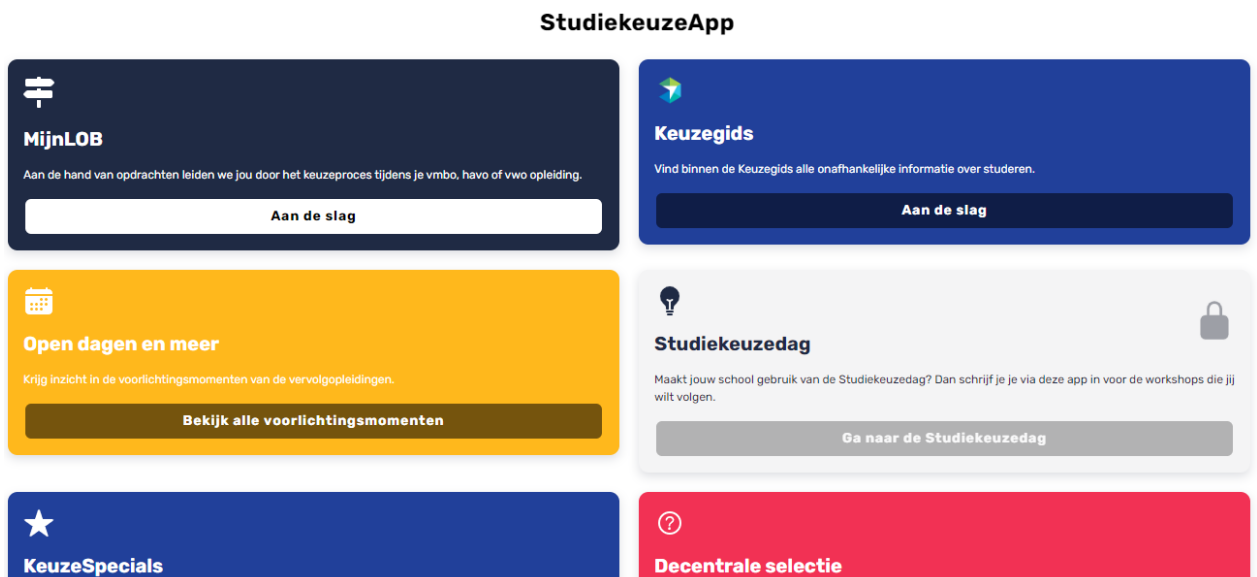 StudiekeuzeApp
MijnLOB
Aan de hand van opdrachten leiden we jou door het keuzeproces tijdens je vmbo, havo of vwo opleiding.
Aan de slag
Keuzegids
Vind binnen de Keuzegids alle onafhankelijke informatie over studeren.
Aan de slag
Open dagen en meer
Krijg inzicht in de voorlichtingsmomenten van de vervolgopleidingen.
Bekijk alle voorlichtingsmomenten
Studiekeuzedag
Maakt jouw school gebruik van de Studiekeuzedag? Dan schrijf je je via deze app in voor de workshops die jij
wilt volgen.
Ga naar de Studiekeuzedag
KeuzeSpecials
Decentrale selectie